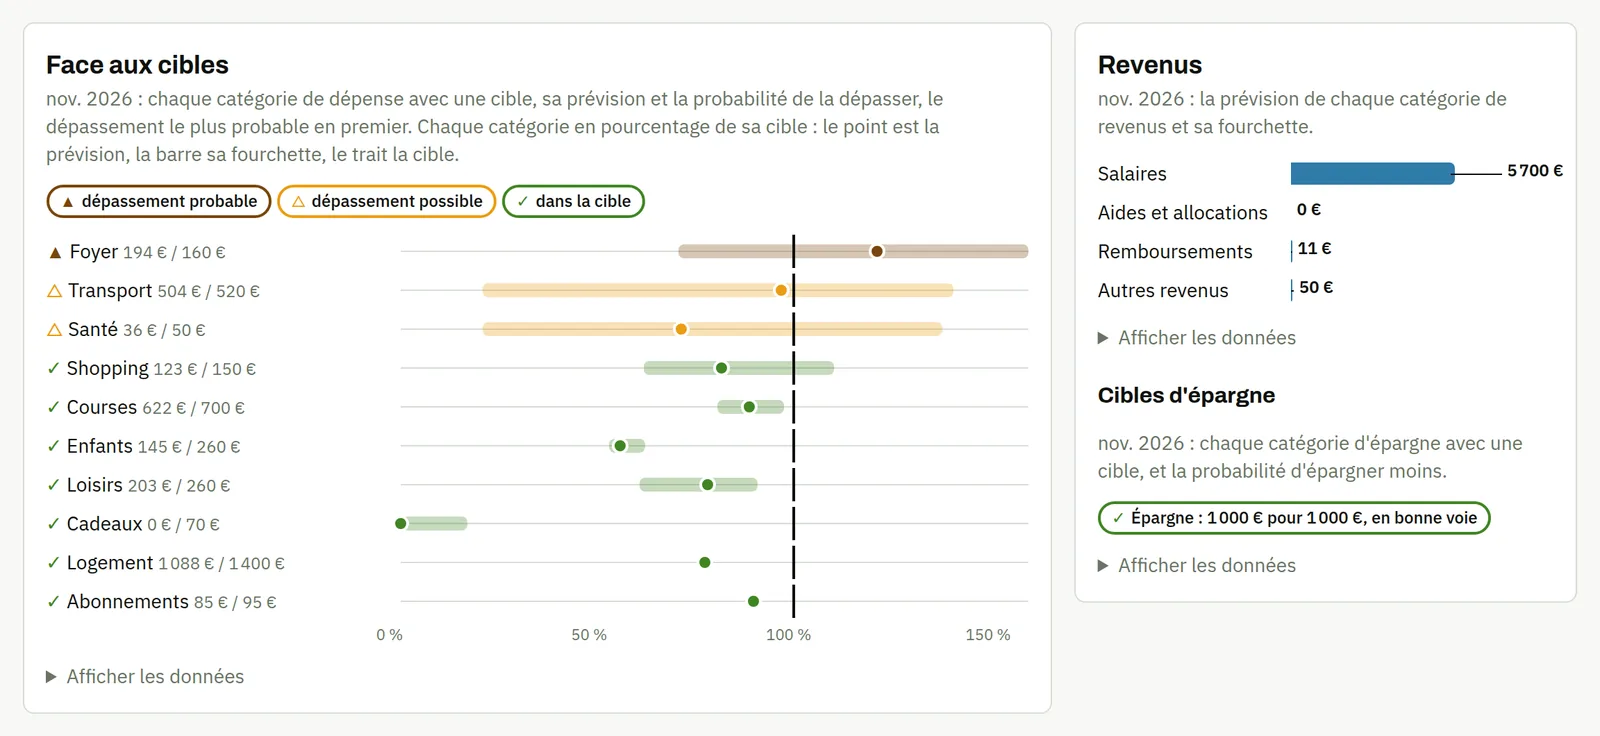 Face aux cibles
nov. 2026 : chaque catégorie de dépense avec une cible, sa prévision et la probabilité de la dépasser, le
dépassement le plus probable en premier. Chaque catégorie en pourcentage de sa cible : le point est la
prévision, la barre sa fourchette, le trait la cible.
▲ dépassement probable
△ dépassement possible
✓ dans la cible
▲ Foyer 194 € / 160 €
△ Transport 504 € / 520 €
△ Santé 36 € / 50 €
✓ Shopping 123 € / 150 €
✓ Courses 622 € / 700 €
✓ Enfants 145 € / 260 €
✓ Loisirs 203 € / 260 €
✓ Cadeaux 0 € / 70 €
✓ Logement 1 088 € / 1 400 €
✓ Abonnements 85 € / 95 €
0 % 50 % 100 % 150 %
▶ Afficher les données
Revenus
nov. 2026 : la prévision de chaque catégorie de
revenus et sa fourchette.
Salaires 5 700 €
Aides et allocations 0 €
Remboursements 11 €
Autres revenus 50 €
▶ Afficher les données
Cibles d'épargne
nov. 2026 : chaque catégorie d'épargne avec une
cible, et la probabilité d'épargner moins.
✓ Épargne : 1 000 € pour 1 000 €, en bonne voie
▶ Afficher les données